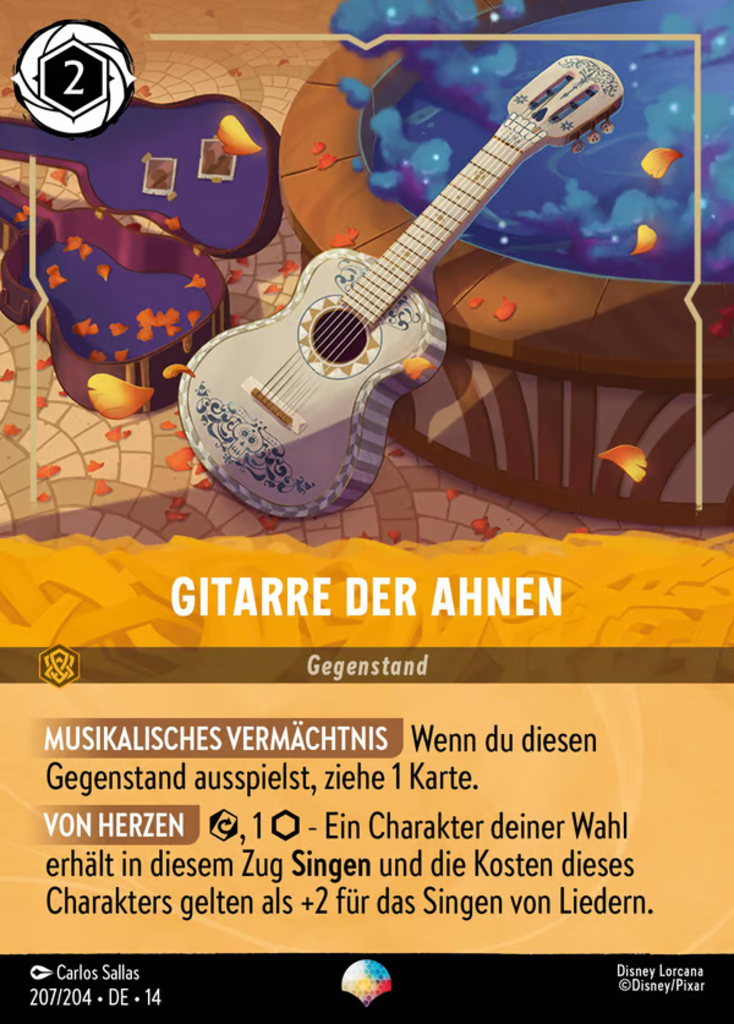 2
GITARRE DER AHNEN
Gegenstand
MUSIKALISCHES VERMÄCHTNIS Wenn du diesen
Gegenstand ausspielst, ziehe 1 Karte.
VON HERZEN , 1 - Ein Charakter deiner Wahl
erhält in diesem Zug Singen und die Kosten dieses
Charakters gelten als +2 für das Singen von Liedern.
Carlos Sallas
207/204 • DE • 14
Disney Lorcana
©Disney/Pixar